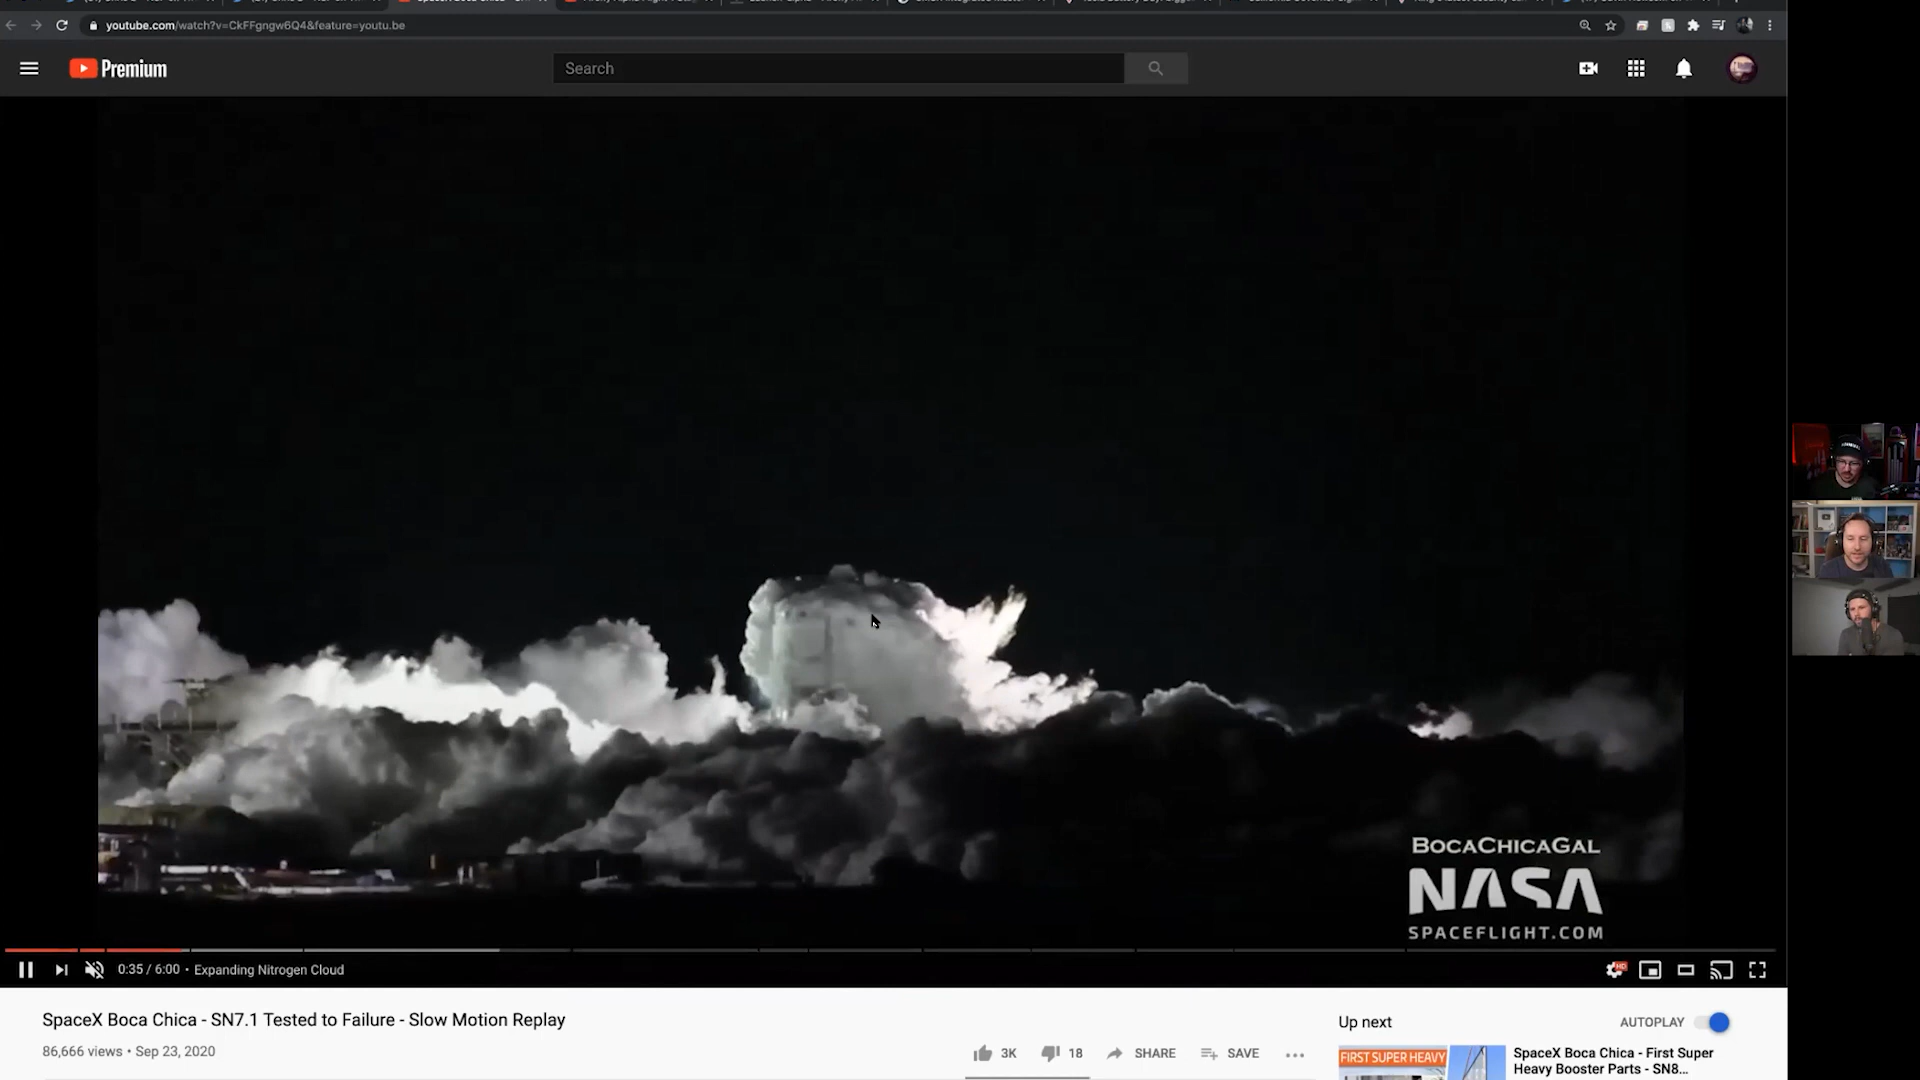 youtube.com/watch?v=CkFFgngw6Q4&feature=youtu.be
Premium
Search
BOCACHICAGAL
NASA
SPACEFLIGHT.COM
0:35 / 6:00 • Expanding Nitrogen Cloud
HD
SpaceX Boca Chica - SN7.1 Tested to Failure - Slow Motion Replay
86,666 views • Sep 23, 2020
3K
18
SHARE
SAVE
Up next
AUTOPLAY
FIRST SUPER HEAVY
SpaceX Boca Chica - First Super
Heavy Booster Parts - SN8...